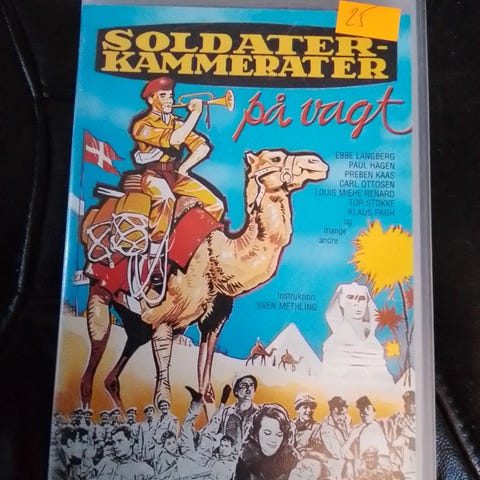 25
SOLDATER-
KAMMERATER
på vagt
EBBE LANGBERG
PAUL HAGEN
PREBEN KAAS
CARL OTTOSEN
LOUIS MIEHE RENARD
TOR STOKKE
KLAUS PAGH
og
mange
andre
Instruktion:
SVEN METHLING